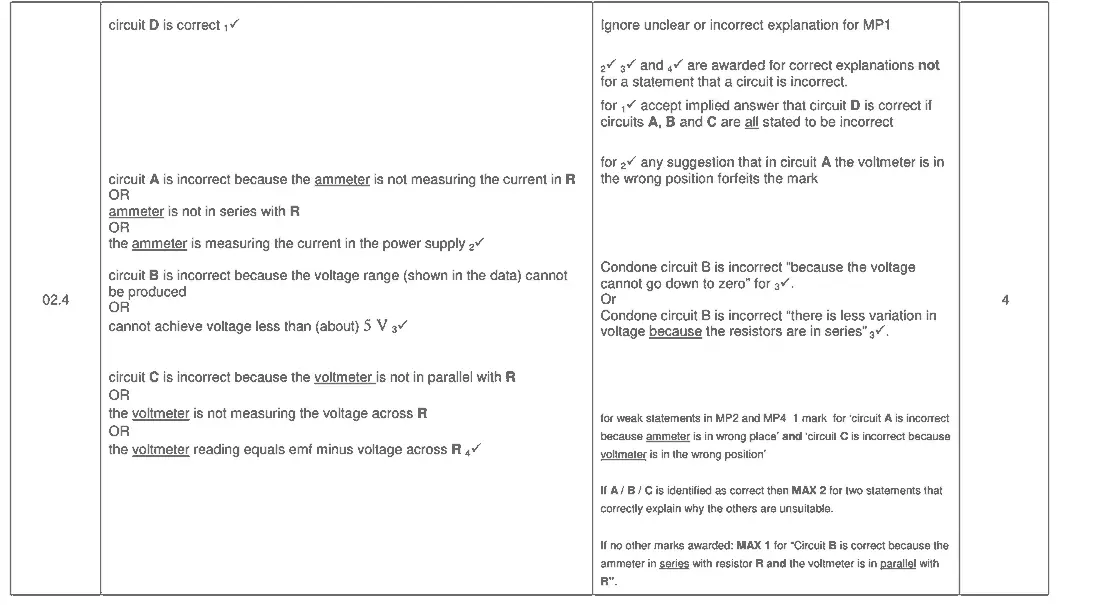 circuit D is correct ₁✓
Ignore unclear or incorrect explanation for MP1
₂✓ ₃✓ and ₄✓ are awarded for correct explanations not
for a statement that a circuit is incorrect.
for ₁✓ accept implied answer that circuit D is correct if
circuits A, B and C are all stated to be incorrect
for ₂✓ any suggestion that in circuit A the voltmeter is in
the wrong position forfeits the mark
circuit A is incorrect because the ammeter is not measuring the current in R
OR
ammeter is not in series with R
OR
the ammeter is measuring the current in the power supply ₂✓
circuit B is incorrect because the voltage range (shown in the data) cannot
be produced
OR
cannot achieve voltage less than (about) 5 V ₃✓
Condone circuit B is incorrect “because the voltage
cannot go down to zero” for ₃✓.
Or
Condone circuit B is incorrect “there is less variation in
voltage because the resistors are in series” ₃✓.
02.4
4
circuit C is incorrect because the voltmeter is not in parallel with R
OR
the voltmeter is not measuring the voltage across R
OR
the voltmeter reading equals emf minus voltage across R ₄✓
for weak statements in MP2 and MP4 1 mark for ‘circuit A is incorrect
because ammeter is in wrong place’ and ‘circuit C is incorrect because
voltmeter is in the wrong position’
If A / B / C is identified as correct then MAX 2 for two statements that
correctly explain why the others are unsuitable.
If no other marks awarded: MAX 1 for “Circuit B is correct because the
ammeter in series with resistor R and the voltmeter is in parallel with
R”.